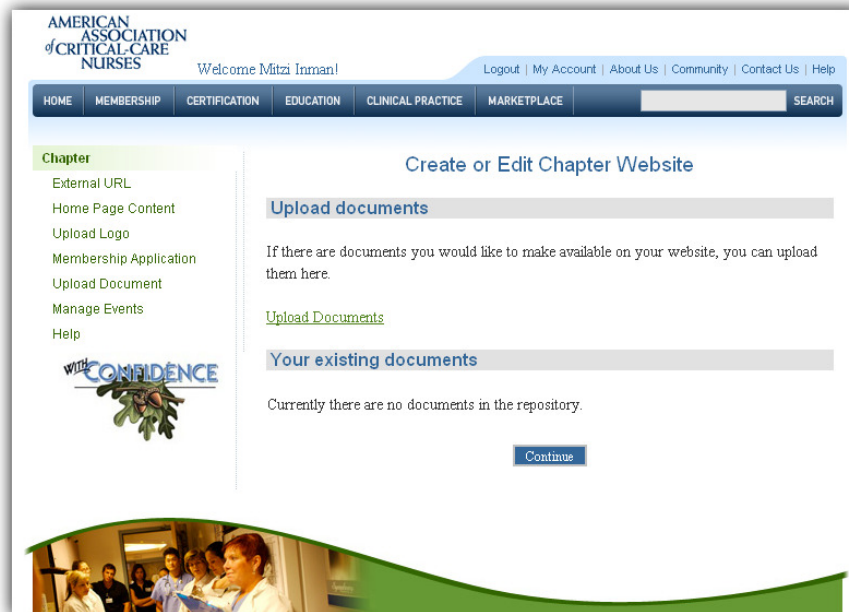 AMERICAN
ASSOCIATION
of CRITICAL-CARE
NURSES
Welcome Mitzi Inman!
Logout | My Account | About Us | Community | Contact Us | Help
HOME MEMBERSHIP CERTIFICATION EDUCATION CLINICAL PRACTICE MARKETPLACE SEARCH
Chapter
External URL
Home Page Content
Upload Logo
Membership Application
Upload Document
Manage Events
Help
WITH CONFIDENCE
Create or Edit Chapter Website
Upload documents
If there are documents you would like to make available on your website, you can upload
them here.
Upload Documents
Your existing documents
Currently there are no documents in the repository.
Continue